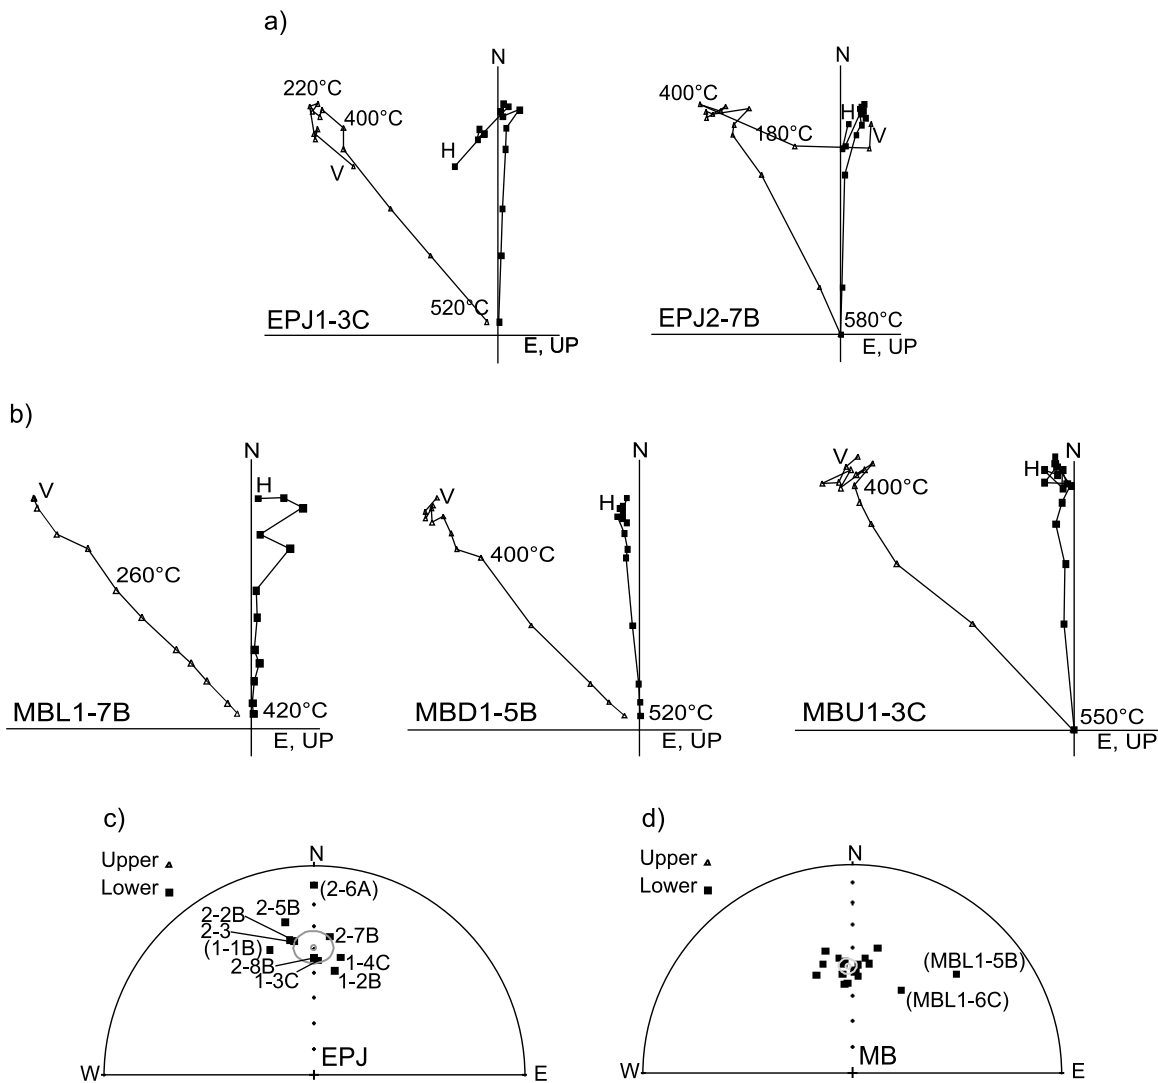 a)
N
N
220°C
400°C
H
V
520°C
EPJ1-3C
E, UP
400°C
H
180°C
V
580°C
EPJ2-7B
E, UP
b)
N
N
N
V
H
260°C
420°C
MBL1-7B
E, UP
V
H
400°C
520°C
MBD1-5B
E, UP
V
H
400°C
550°C
MBU1-3C
E, UP
c)
Upper
Lower
N
(2-6A)
2-5B
2-2B
2-3
2-7B
(1-1B)
2-8B
1-4C
1-3C
1-2B
EPJ
W
E
d)
Upper
Lower
N
(MBL1-5B)
(MBL1-6C)
MB
W
E